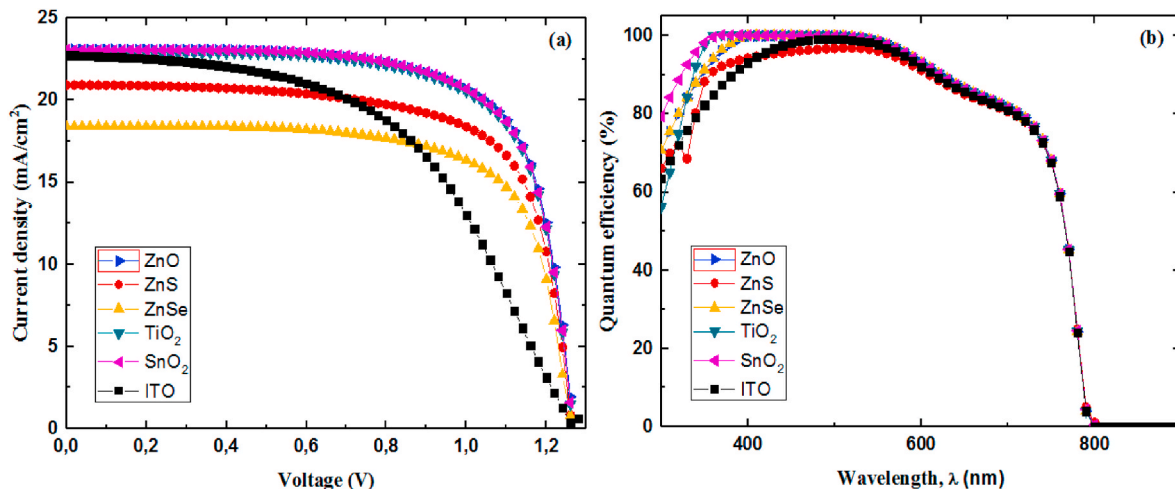 25
20
15
10
5
0
Current density (mA/cm²)
(a)
ZnO
ZnS
ZnSe
TiO₂
SnO₂
ITO
0,0 0,2 0,4 0,6 0,8 1,0 1,2
Voltage (V)
100
80
60
40
20
0
Quantum efficiency (%)
(b)
ZnO
ZnS
ZnSe
TiO₂
SnO₂
ITO
400 600 800
Wavelength, λ (nm)